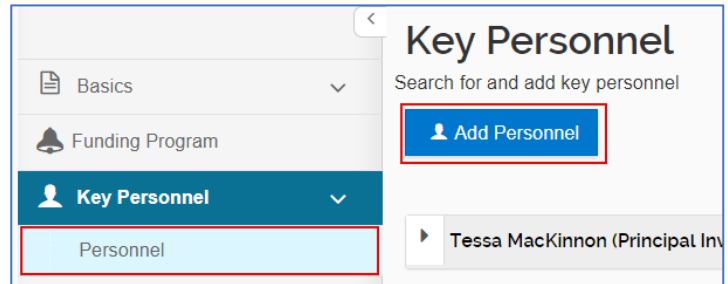 Basics
Funding Program
Key Personnel
Personnel
Key Personnel
Search for and add key personnel
Add Personnel
Tessa MacKinnon (Principal Inv